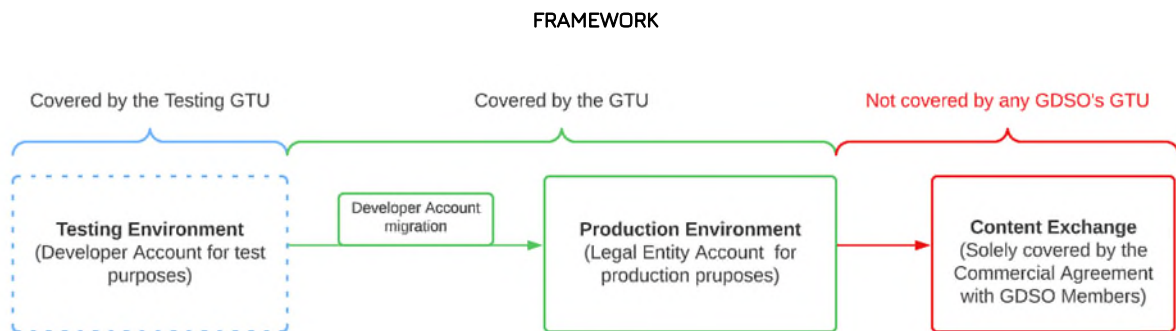 FRAMEWORK
Covered by the Testing GTU
Covered by the GTU
Not covered by any GDSO's GTU
Testing Environment
(Developer Account for test
purposes)
Developer Account
migration
Production Environment
(Legal Entity Account for
production pruposes)
Content Exchange
(Solely covered by the
Commercial Agreement
with GDSO Members)